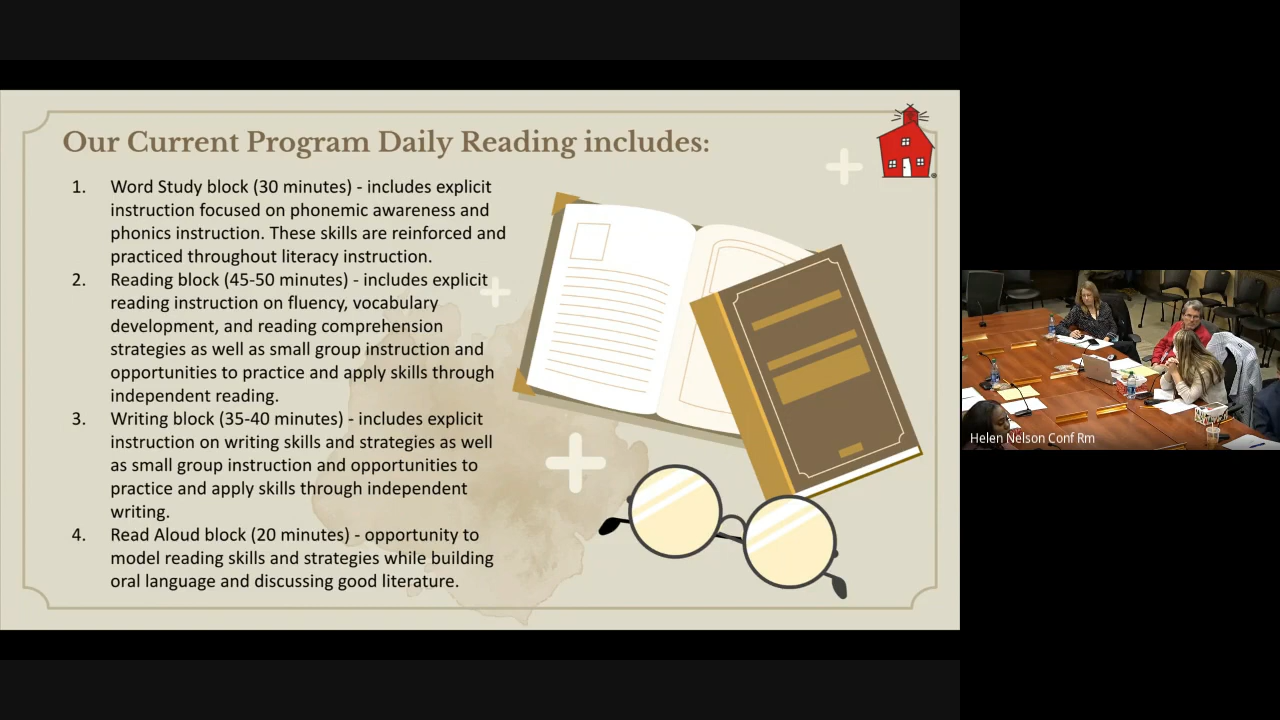 Our Current Program Daily Reading includes:
1. Word Study block (30 minutes) - includes explicit
instruction focused on phonemic awareness and
phonics instruction. These skills are reinforced and
practiced throughout literacy instruction.
2. Reading block (45-50 minutes) - includes explicit
reading instruction on fluency, vocabulary
development, and reading comprehension
strategies as well as small group instruction and
opportunities to practice and apply skills through
independent reading.
3. Writing block (35-40 minutes) - includes explicit
instruction on writing skills and strategies as well
as small group instruction and opportunities to
practice and apply skills through independent
writing.
4. Read Aloud block (20 minutes) - opportunity to
model reading skills and strategies while building
oral language and discussing good literature.
Helen Nelson Conf Rm